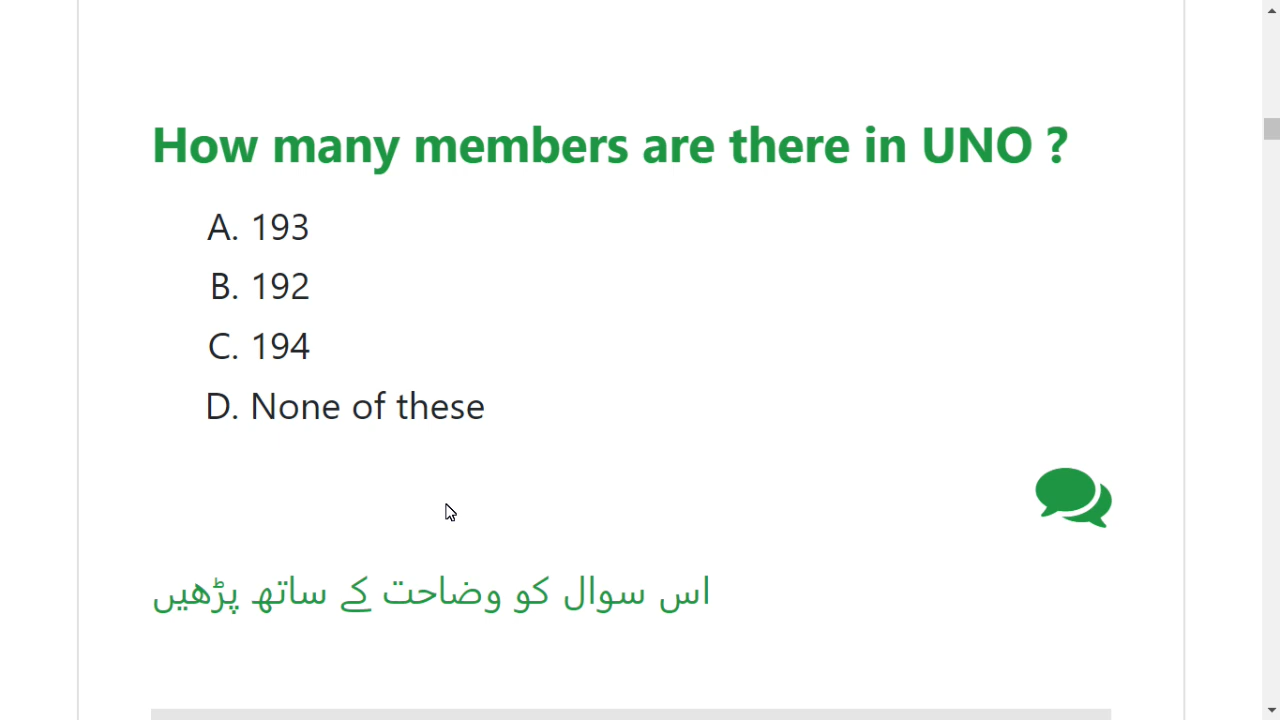 How many members are there in UNO ?
A. 193
B. 192
C. 194
D. None of these
اس سوال کو وضاحت کے ساتھ پڑھیں